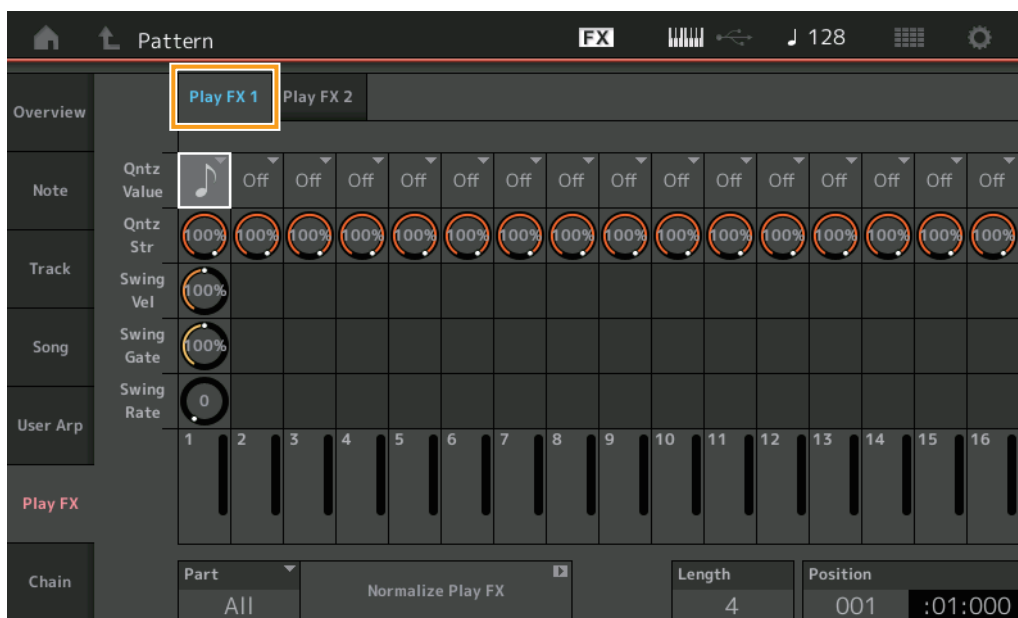 Pattern FX 128
Play FX 1 Play FX 2
Overview
Note
Track
Song
User Arp
Play FX
Chain
Qntz Value Off Off Off Off Off Off Off Off Off Off Off Off Off Off Off
Qntz Str 100% 100% 100% 100% 100% 100% 100% 100% 100% 100% 100% 100% 100% 100% 100% 100%
Swing Vel 100%
Swing Gate 100%
Swing Rate 0
1 2 3 4 5 6 7 8 9 10 11 12 13 14 15 16
Part Normalize Play FX Length Position
All 4 001 :01:000